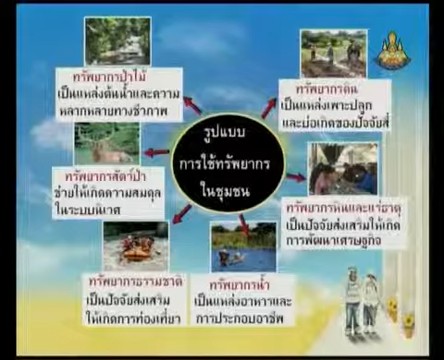 ทรัพยากรป่าไม้
เป็นแหล่งต้นน้ำและความ
หลากหลายทางชีวภาพ
ทรัพยากรดิน
เป็นแหล่งเพาะปลูก
และบ่อเกิดของปัจจัยสี่
รูปแบบ
การใช้ทรัพยากร
ในชุมชน
ทรัพยากรสัตว์ป่า
ช่วยให้เกิดความสมดุล
ในระบบนิเวศ
ทรัพยากรหินและแร่ธาตุ
เป็นปัจจัยส่งเสริมให้เกิด
การพัฒนาเศรษฐกิจ
ทรัพยากรธรรมชาติ
เป็นปัจจัยส่งเสริม
ให้เกิดการท่องเที่ยว
ทรัพยากรน้ำ
เป็นแหล่งอาหารและ
การประกอบอาชีพ